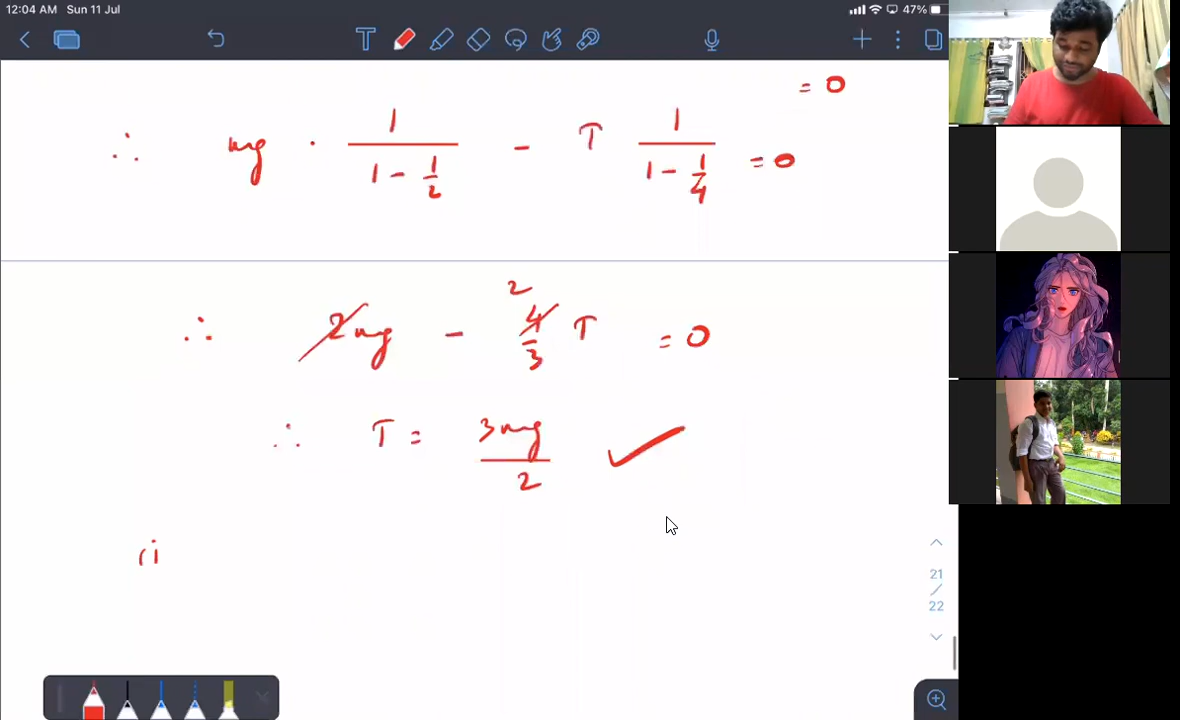 12:04 AM Sun 11 Jul 47%
= 0
∴ mg · 1/(1 - 1/2) - T 1/(1 - 1/4) = 0
∴ 2mg - 2 4/3 T = 0
∴ T = 3mg/2 ✓
(i
21
/
22